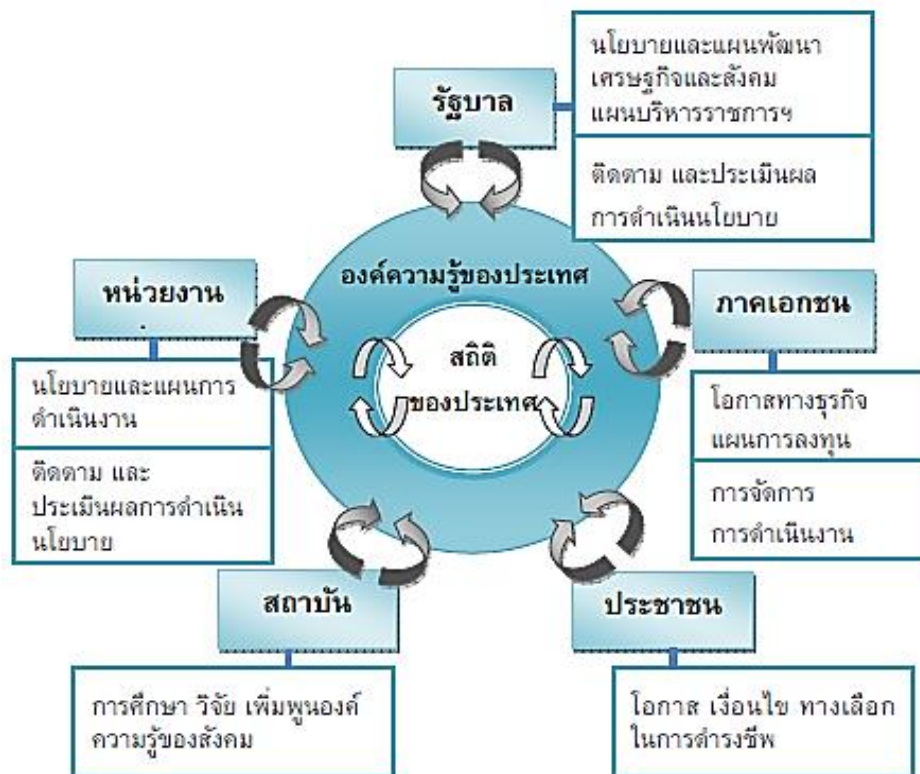 รัฐบาล
นโยบายและแผนพัฒนา
เศรษฐกิจและสังคม
แผนบริหารราชการฯ
ติดตาม และประเมินผล
การดำเนินนโยบาย
องค์ความรู้ของประเทศ
สถิติ
ของประเทศ
หน่วยงาน
นโยบายและแผนการ
ดำเนินงาน
ติดตาม และ
ประเมินผลการดำเนิน
นโยบาย
ภาคเอกชน
โอกาสทางธุรกิจ
แผนการลงทุน
การจัดการ
การดำเนินงาน
สถาบัน
การศึกษา วิจัย เพิ่มพูนองค์
ความรู้ของสังคม
ประชาชน
โอกาส เงื่อนไข ทางเลือก
ในการดำรงชีพ